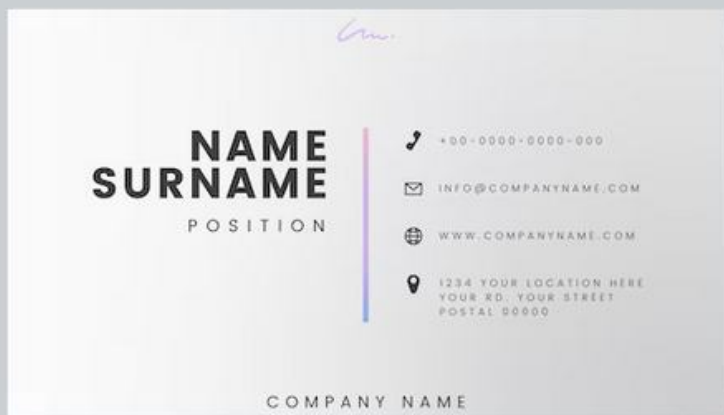 NAME
SURNAME
POSITION
+00-0000-0000-000
INFO@COMPANYNAME.COM
WWW.COMPANYNAME.COM
1234 YOUR LOCATION HERE
YOUR RD. YOUR STREET
POSTAL 00000
COMPANY NAME